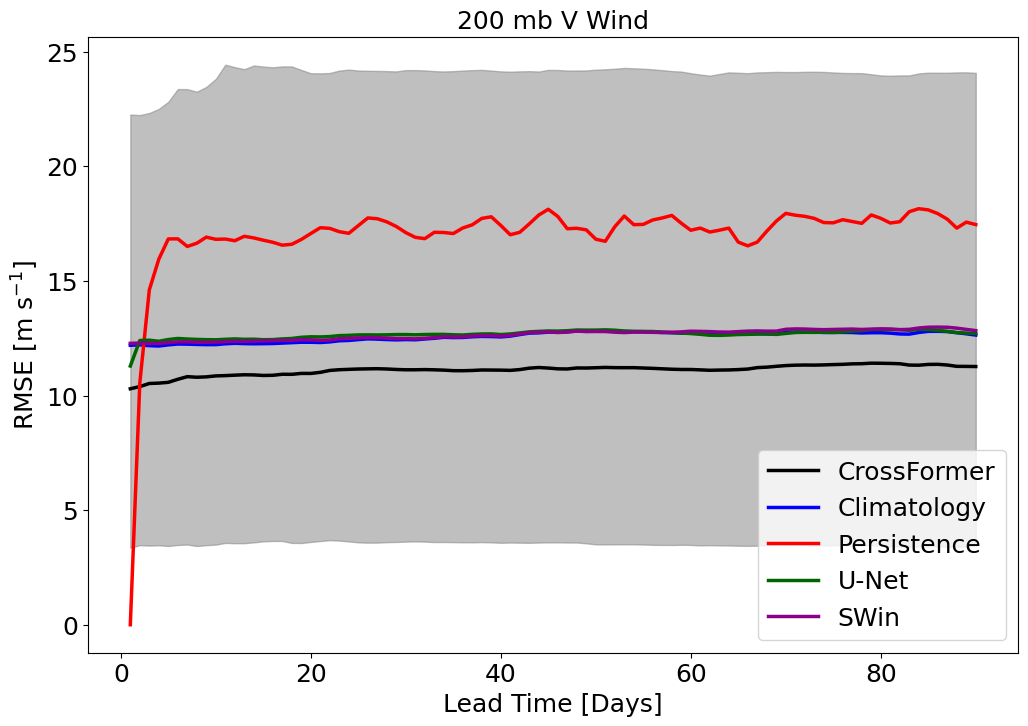 200 mb V Wind
25
20
15
10
5
0
RMSE [m s⁻¹]
0 20 40 60 80
Lead Time [Days]
CrossFormer
Climatology
Persistence
U-Net
SWin